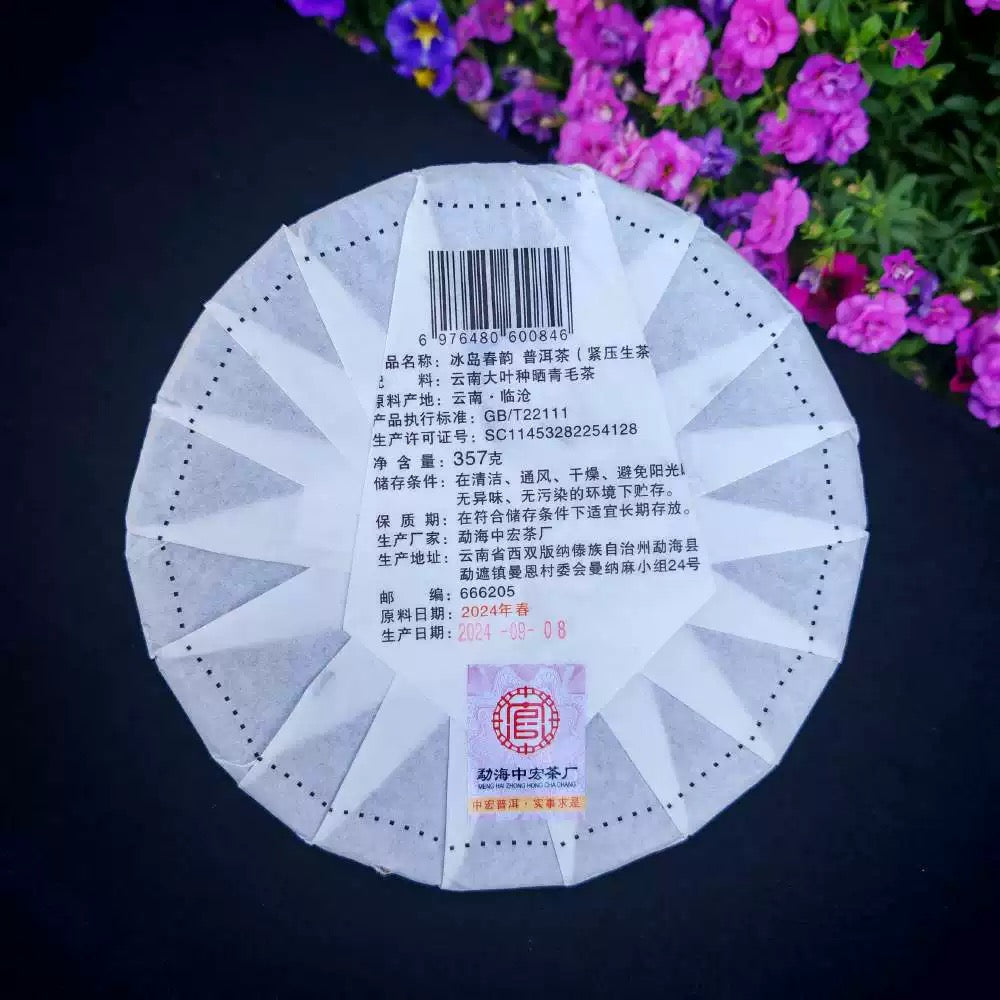 6 976480 600846
品名称：冰岛春韵 普洱茶（紧压生茶
料：云南大叶种晒青毛茶
原料产地：云南·临沧
产品执行标准：GB/T22111
生产许可证号：SC11453282254128
净 含 量：357克
储存条件：在清洁、通风、干燥、避免阳光
无异味、无污染的环境下贮存。
保 质 期：在符合储存条件下适宜长期存放。
生产厂家：勐海中宏茶厂
生产地址：云南省西双版纳傣族自治州勐海县
勐遮镇曼恩村委会曼纳麻小组24号
邮 编：666205
原料日期：2024年春
生产日期：2024 -09- 08
勐海中宏茶厂
MENG HAI ZHONG HONG CHA CHANG
中宏普洱·实事求是